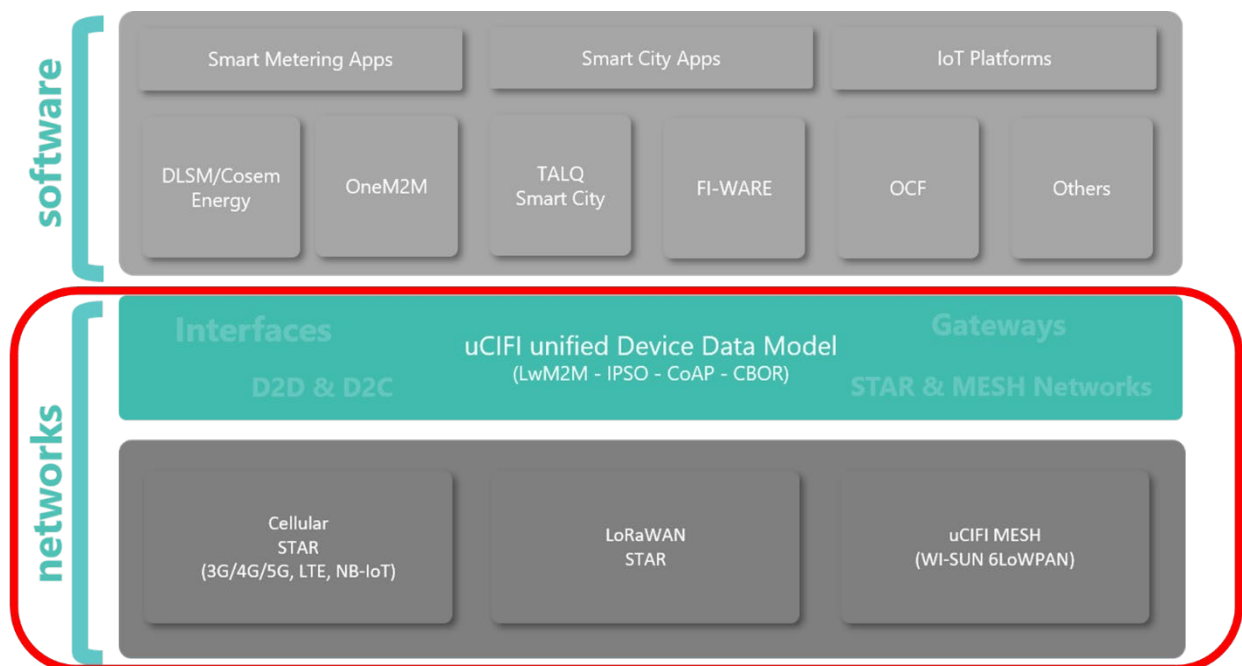 software
Smart Metering Apps
Smart City Apps
IoT Platforms
DLSM/Cosem
Energy
OneM2M
TALQ
Smart City
FI-WARE
OCF
Others
networks
Interfaces
Gateways
uCIFI unified Device Data Model
(LwM2M - IPSO - CoAP - CBOR)
D2D & D2C
STAR & MESH Networks
Cellular
STAR
(3G/4G/5G, LTE, NB-IoT)
LoRaWAN
STAR
uCIFI MESH
(WI-SUN 6LoWPAN)